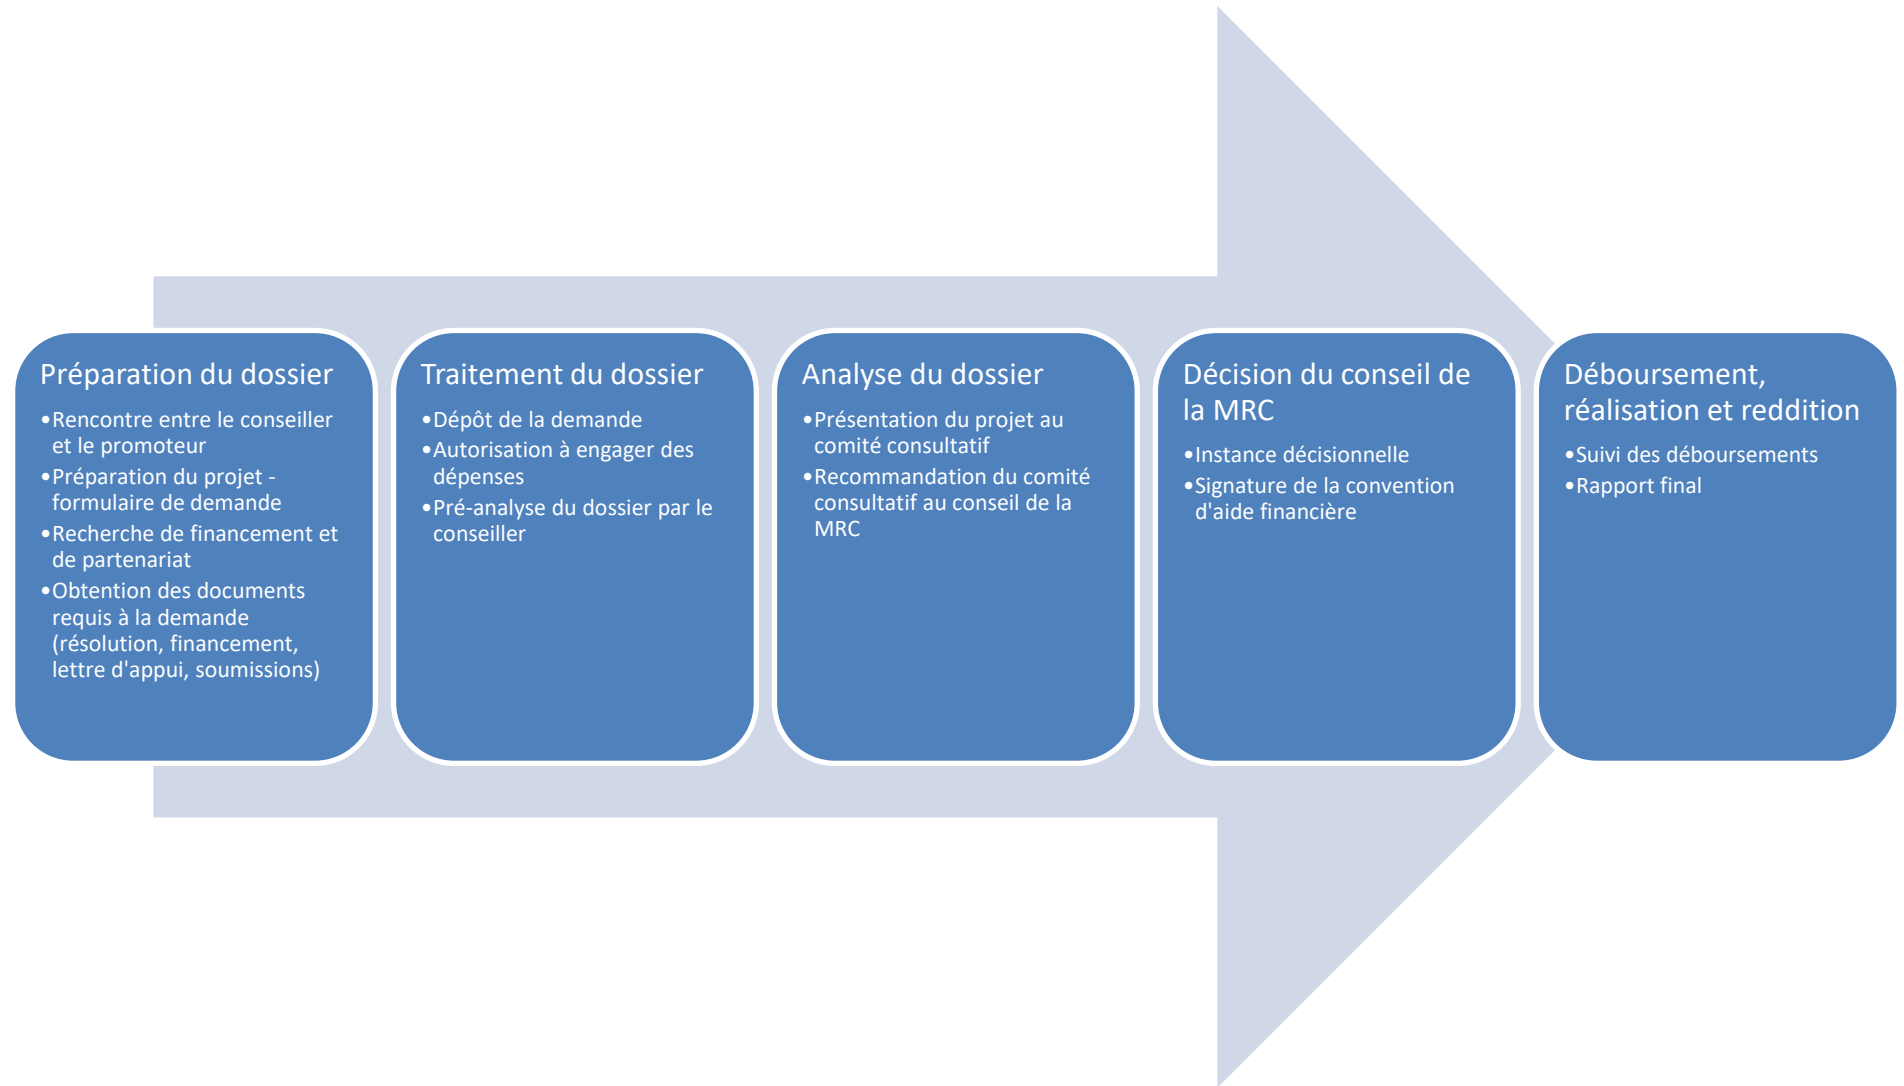 Préparation du dossier
•Rencontre entre le conseiller
et le promoteur
•Préparation du projet -
formulaire de demande
•Recherche de financement et
de partenariat
•Obtention des documents
requis à la demande
(résolution, financement,
lettre d'appui, soumissions)
Traitement du dossier
•Dépôt de la demande
•Autorisation à engager des
dépenses
•Pré-analyse du dossier par le
conseiller
Analyse du dossier
•Présentation du projet au
comité consultatif
•Recommandation du comité
consultatif au conseil de la
MRC
Décision du conseil de
la MRC
•Instance décisionnelle
•Signature de la convention
d'aide financière
Déboursement,
réalisation et reddition
•Suivi des déboursements
•Rapport final